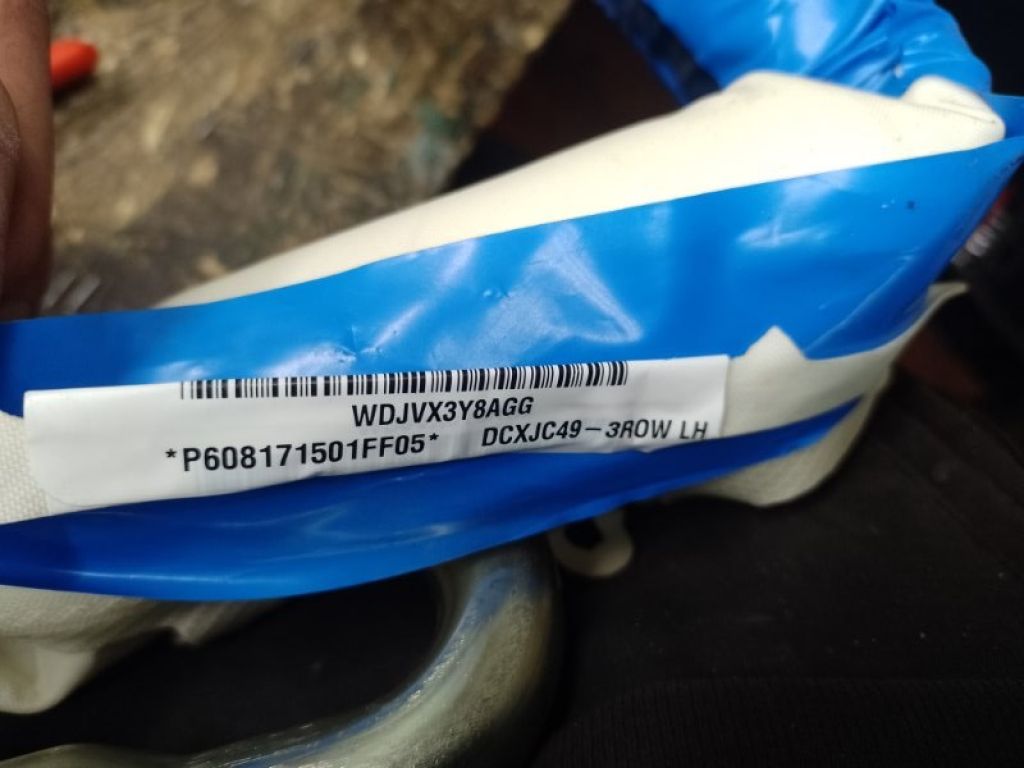 WDJVX3Y8AGG
*P608171501FF05* DCXJC49-3ROW LH